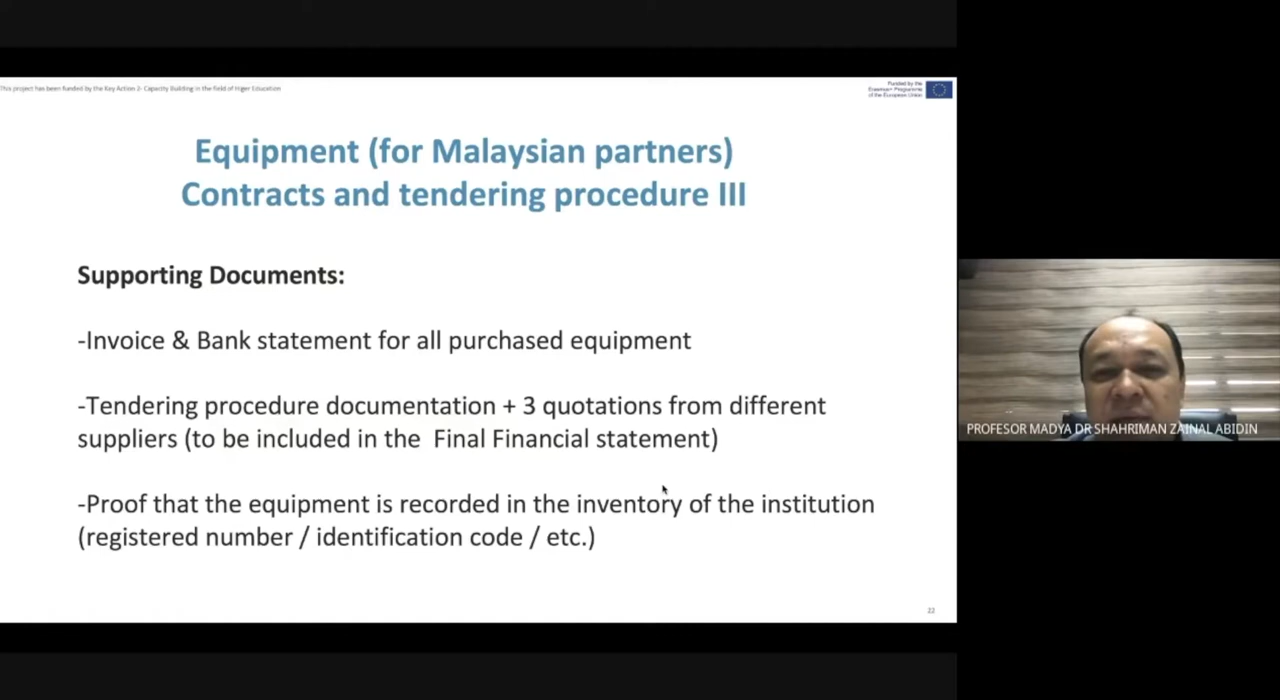 This project has been funded by the Key Action 2- Capacity Building in the field of Higer Education
Funded by the
Erasmus+ Programme
of the European Union
Equipment (for Malaysian partners)
Contracts and tendering procedure III
Supporting Documents:
-Invoice & Bank statement for all purchased equipment
-Tendering procedure documentation + 3 quotations from different
suppliers (to be included in the Final Financial statement)
-Proof that the equipment is recorded in the inventory of the institution
(registered number / identification code / etc.)
22
PROFESOR MADYA DR SHAHRIMAN ZAINAL ABIDIN